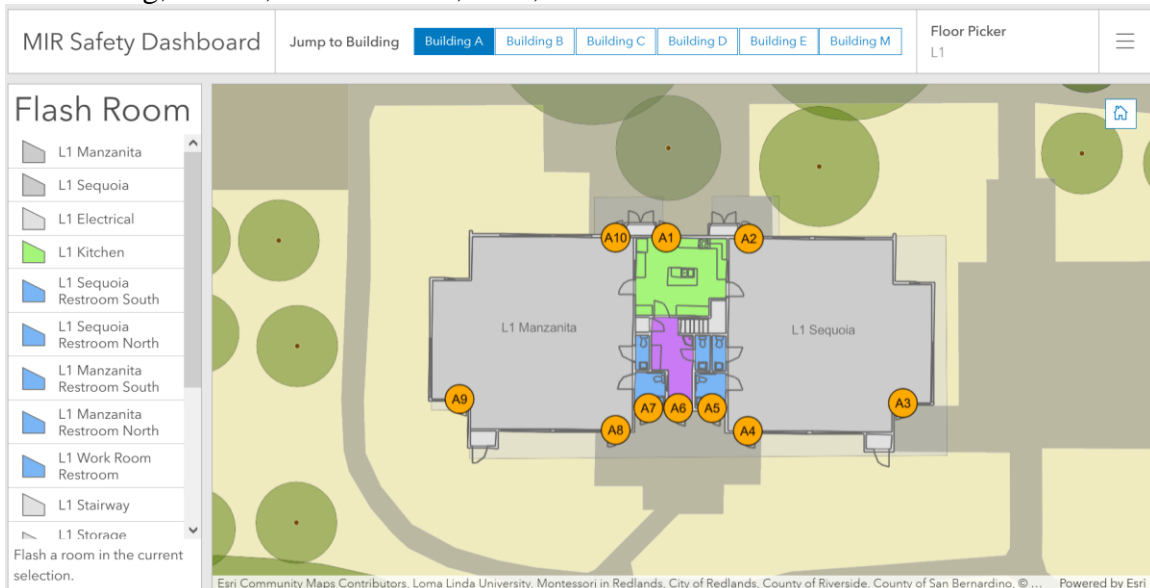 MIR Safety Dashboard
Jump to Building
Building A
Building B
Building C
Building D
Building E
Building M
Floor Picker
L1
Flash Room
L1 Manzanita
L1 Sequoia
L1 Electrical
L1 Kitchen
L1 Sequoia
Restroom South
L1 Sequoia
Restroom North
L1 Manzanita
Restroom South
L1 Manzanita
Restroom North
L1 Work Room
Restroom
L1 Stairway
L1 Storage
Flash a room in the current
selection.
A10
A1
A2
L1 Manzanita
L1 Sequoia
A9
A7
A6
A5
A3
A8
A4
Esri Community Maps Contributors, Loma Linda University, Montessori in Redlands, City of Redlands, County of Riverside, County of San Bernardino, © ...
Powered by Esri